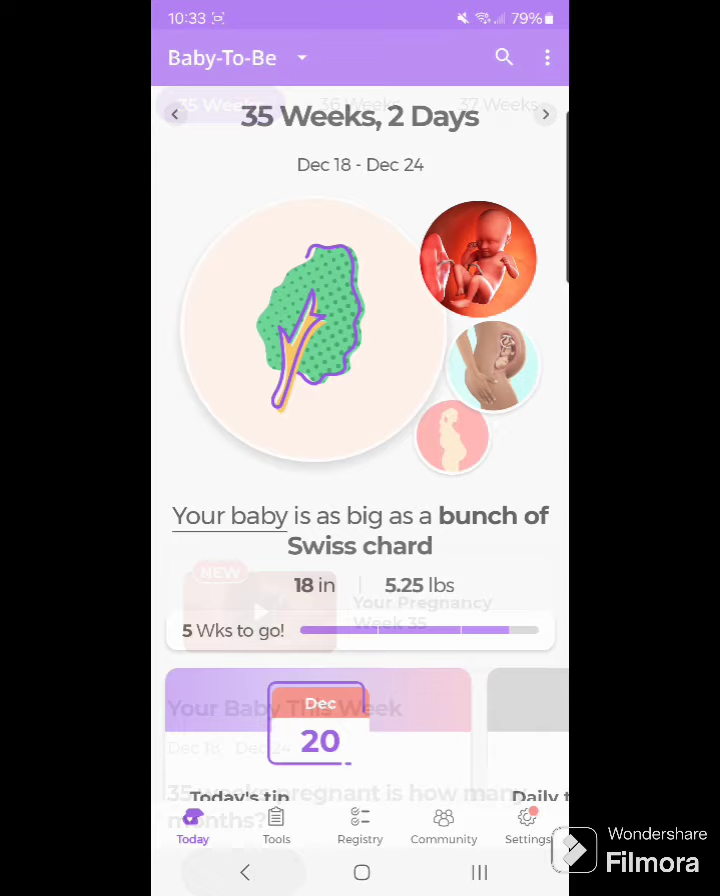 10:33 79%
Baby-To-Be
35 Weeks 36 Weeks 37 Weeks
35 Weeks, 2 Days
Dec 18 - Dec 24
Your baby is as big as a bunch of
Swiss chard
NEW
18 in | 5.25 lbs
Your Pregnancy
Week 35
5 Wks to go!
Your Baby This Week
Dec
20
Dec 18 Dec 24
Today's tip
Daily t
35 weeks pregnant is how many
months?
Today Tools Registry Community Settings
Wondershare
Filmora